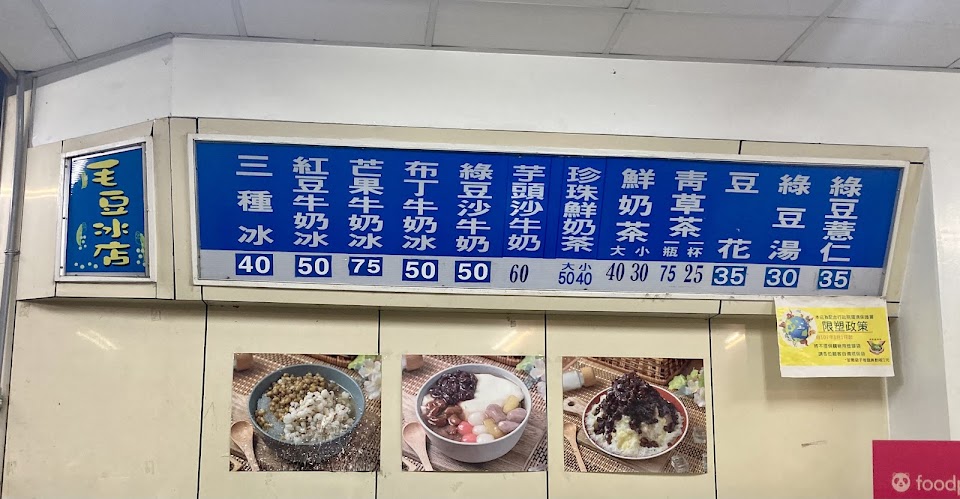 毛豆冰店
三種冰
40
紅豆牛奶冰
50
芒果牛奶冰
75
布丁牛奶冰
50
綠豆沙牛奶
50
芋頭沙牛奶
60
珍珠鮮奶茶
大 小
50 40
鮮奶茶
大 小
40 30
青草茶
一瓶 一杯
75 25
豆花
35
綠豆湯
30
綠豆薏仁
35
限塑政策
foodp